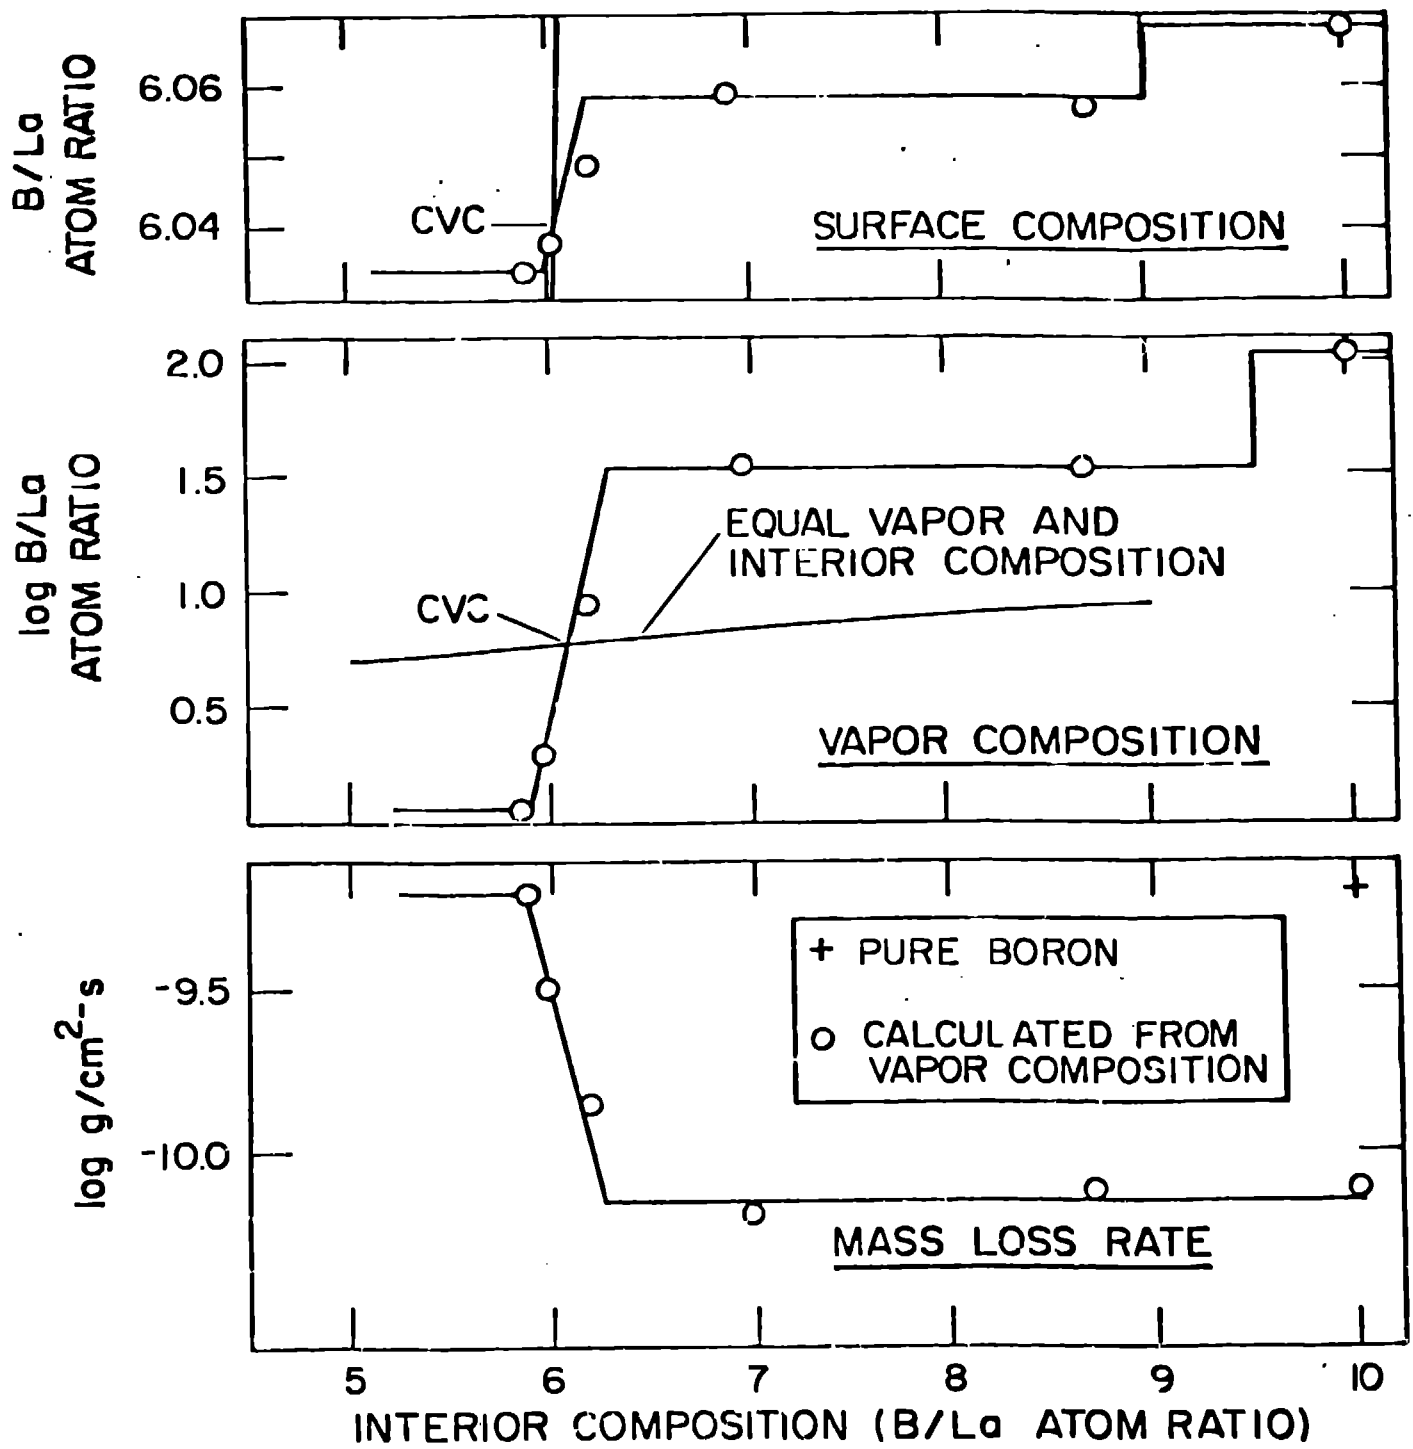 B/La
ATOM RATIO
6.06
6.04
CVC
SURFACE COMPOSITION
log B/La
ATOM RATIO
2.0
1.5
1.0
0.5
EQUAL VAPOR AND
INTERIOR COMPOSITION
CVC
VAPOR COMPOSITION
log g/cm²-s
-9.5
-10.0
+ PURE BORON
O CALCULATED FROM
VAPOR COMPOSITION
MASS LOSS RATE
5 6 7 8 9 10
INTERIOR COMPOSITION (B/La ATOM RATIO)